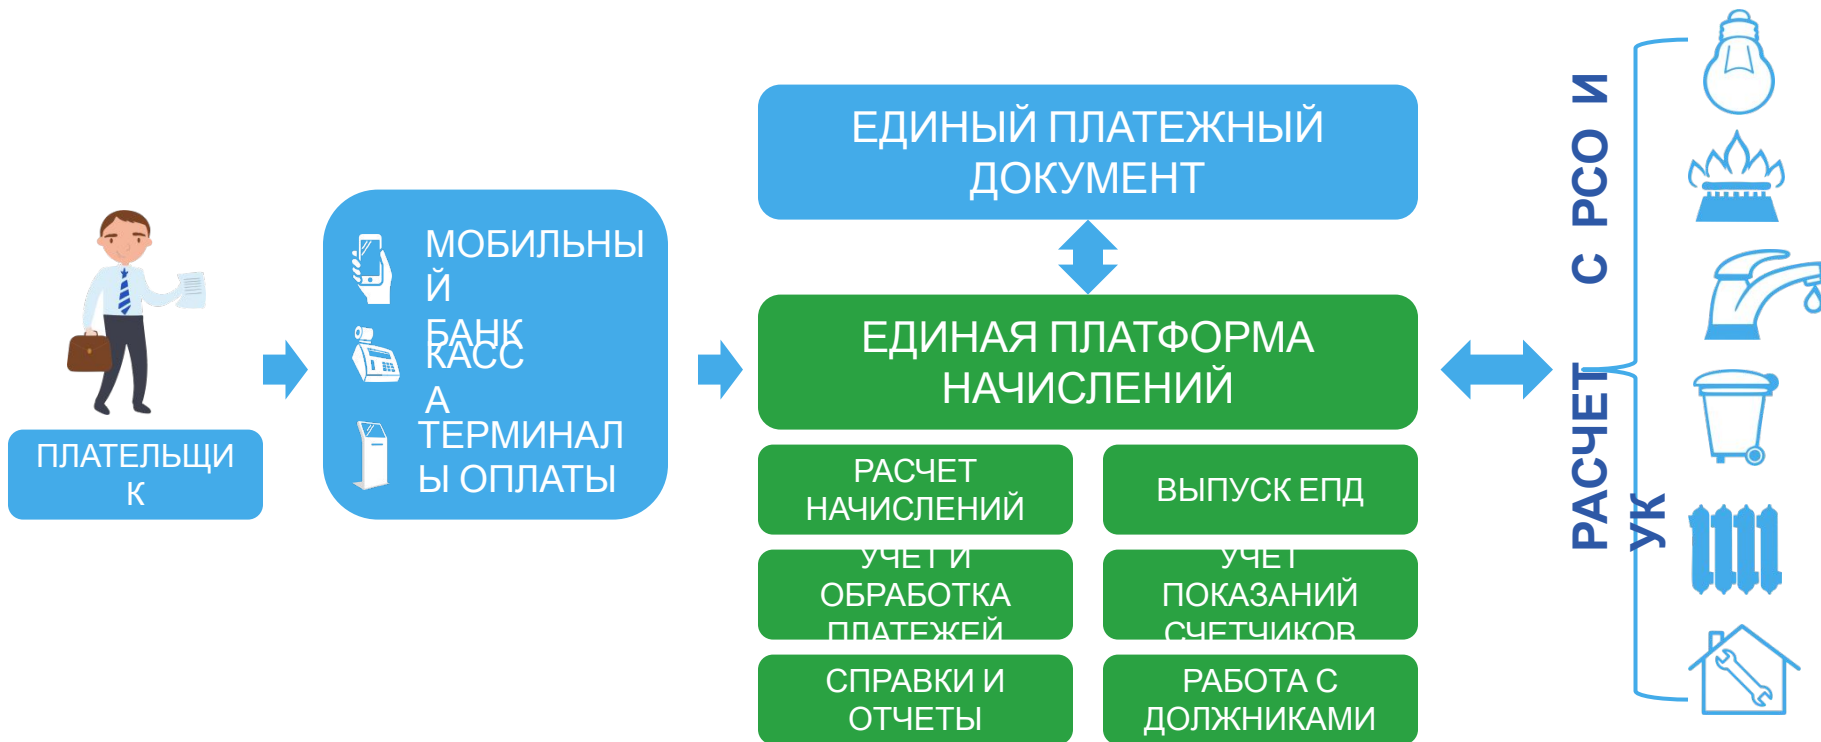 ПЛАТЕЛЬЩИ
К
МОБИЛЬНЫ
Й
БАНК
КАСС
А
ТЕРМИНАЛ
Ы ОПЛАТЫ
ЕДИНЫЙ ПЛАТЕЖНЫЙ
ДОКУМЕНТ
ЕДИНАЯ ПЛАТФОРМА
НАЧИСЛЕНИЙ
РАСЧЕТ
НАЧИСЛЕНИЙ
ВЫПУСК ЕПД
УЧЕТ И
ОБРАБОТКА
ПЛАТЕЖЕЙ
УЧЕТ
ПОКАЗАНИЙ
СЧЕТЧИКОВ
СПРАВКИ И
ОТЧЕТЫ
РАБОТА С
ДОЛЖНИКАМИ
РАСЧЕТ С РСО И
УК